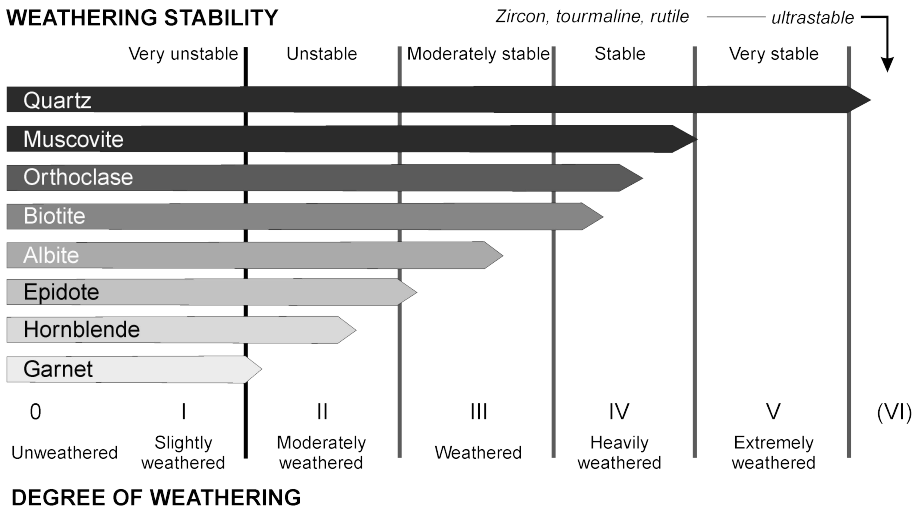 WEATHERING STABILITY
Zircon, tourmaline, rutile
ultrastable
Very unstable
Unstable
Moderately stable
Stable
Very stable
Quartz
Muscovite
Orthoclase
Biotite
Albite
Epidote
Hornblende
Garnet
0
I
II
III
IV
V
(VI)
Unweathered
Slightly
weathered
Moderately
weathered
Weathered
Heavily
weathered
Extremely
weathered
DEGREE OF WEATHERING